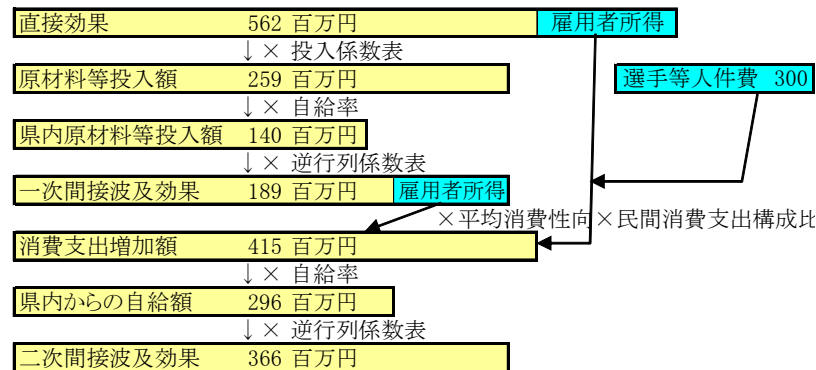 直接効果 562 百万円 雇用者所得
↓× 投入係数表
原材料等投入額 259 百万円 選手等人件費 300
↓× 自給率
県内原材料等投入額 140 百万円
↓× 逆行列係数表
一次間接波及効果 189 百万円 雇用者所得
×平均消費性向×民間消費支出構成比
消費支出増加額 415 百万円
↓× 自給率
県内からの自給額 296 百万円
↓× 逆行列係数表
二次間接波及効果 366 百万円